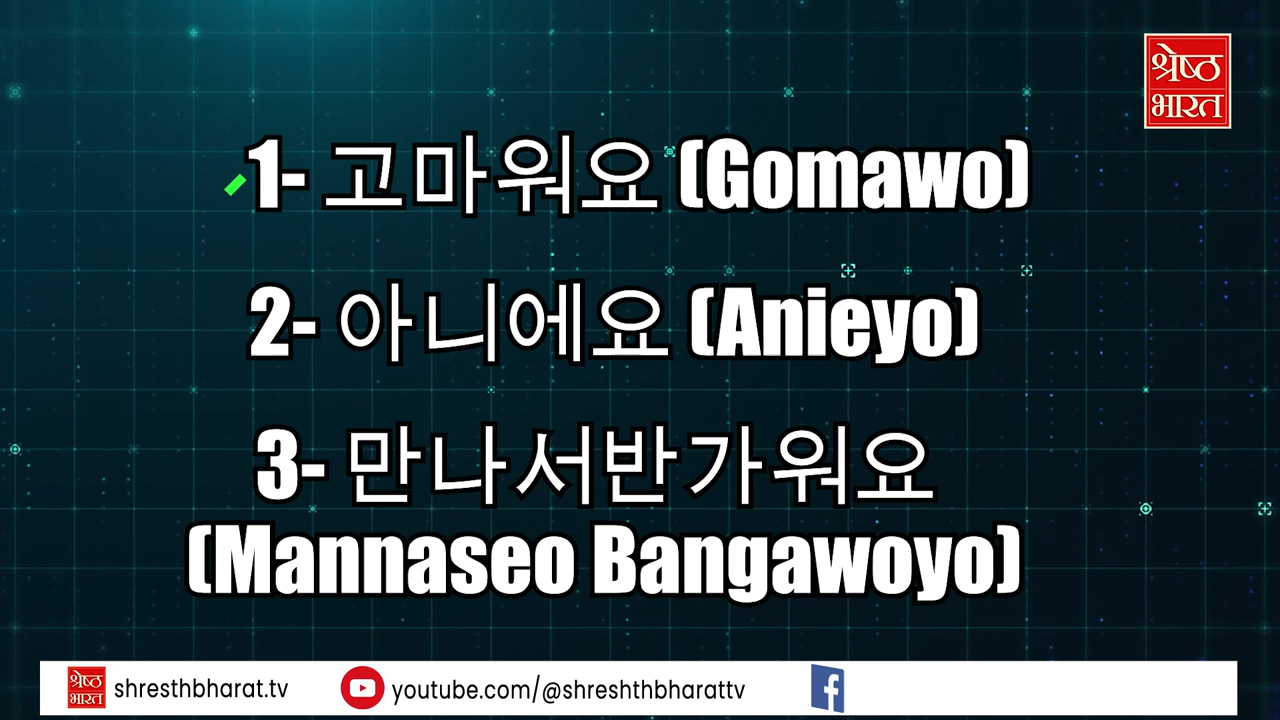 श्रेष्ठ
भारत
1- 고마워요 (Gomawo)
2- 아니에요 (Anieyo)
3- 만나서반가워요
(Mannaseo Bangawoyo)
श्रेष्ठ
भारत
shresthbharat.tv
youtube.com/@shreshthbharattv